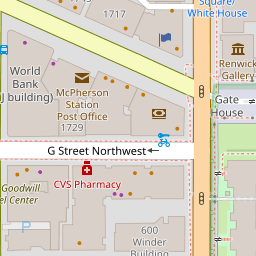 1717
Square/
White House
Renwick
Gallery
World
Bank
(J building)
McPherson
Station
Post Office
1729
Gate
House
G Street Northwest
CVS Pharmacy
Goodwill
el Center
P
600
Winder
Building